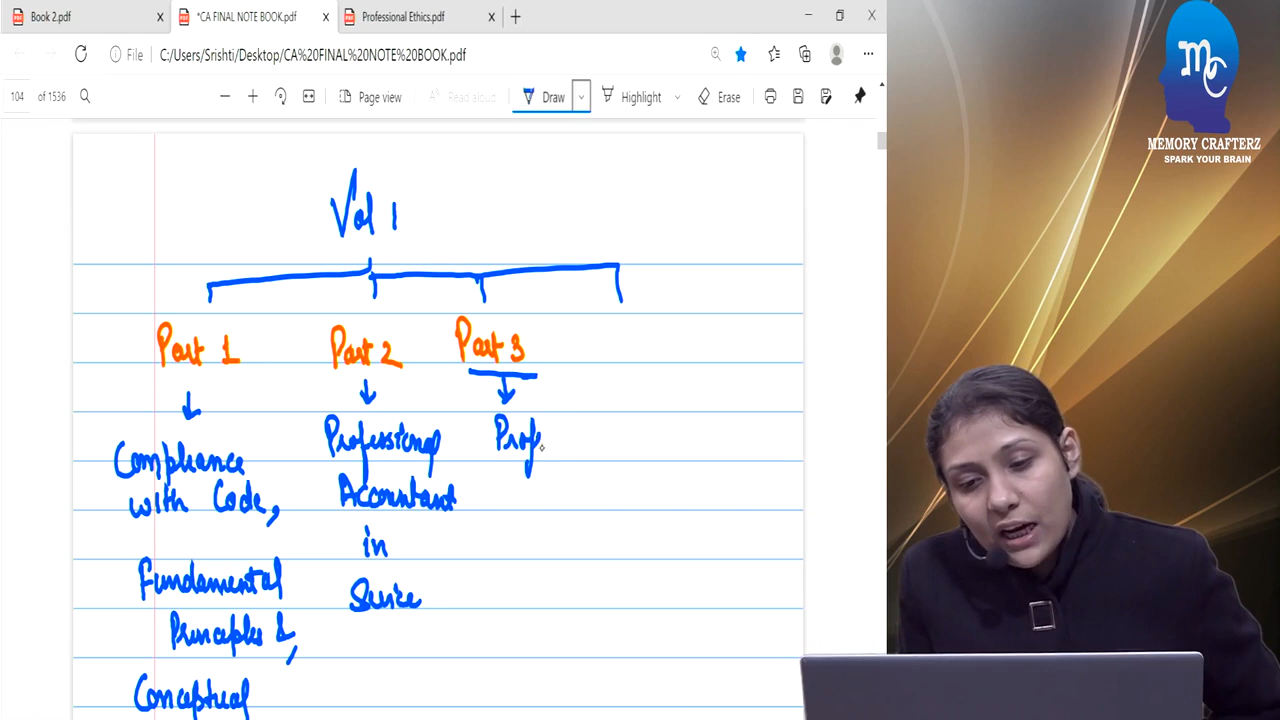 Book 2.pdf
*CA FINAL NOTE BOOK.pdf
Professional Ethics.pdf
File
C:/Users/Srishti/Desktop/CA%20FINAL%20NOTE%20BOOK.pdf
104 of 1536
Page view
Read aloud
Draw
Highlight
Erase
MC
MEMORY CRAFTERZ
SPARK YOUR BRAIN
Vol 1
Part 1
Part 2
Part 3
Compliance
with Code,
Fundamental
Principles &,
Conceptual
Professional
Accountant
in
Service
Prof